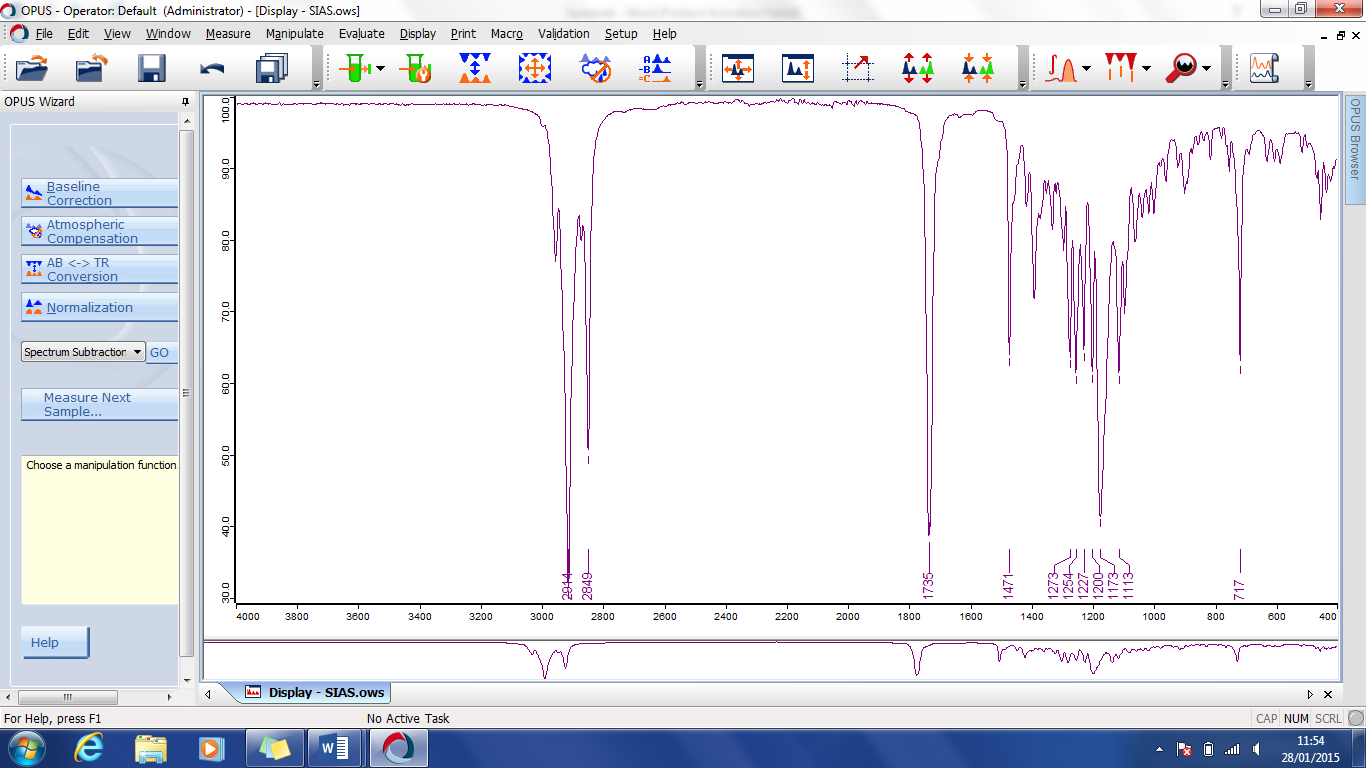 OPUS - Operator: Default (Administrator) - [Display - SIAS.ows]
File Edit View Window Measure Manipulate Evaluate Display Print Macro Validation Setup Help
OPUS Wizard
Baseline
Correction
Atmospheric
Compensation
AB <-> TR
Conversion
Normalization
Spectrum Subtraction GO
Measure Next
Sample...
Choose a manipulation function
Help
100.0
90.0
80.0
70.0
60.0
50.0
40.0
30.0
2914 2849 1735 1471 1273 1254 1227 1200 1173 1113 717
4000 3800 3600 3400 3200 3000 2800 2600 2400 2200 2000 1800 1600 1400 1200 1000 800 600 400
OPUS Browser
Display - SIAS.ows
For Help, press F1 No Active Task CAP NUM SCRL
11:54
28/01/2015